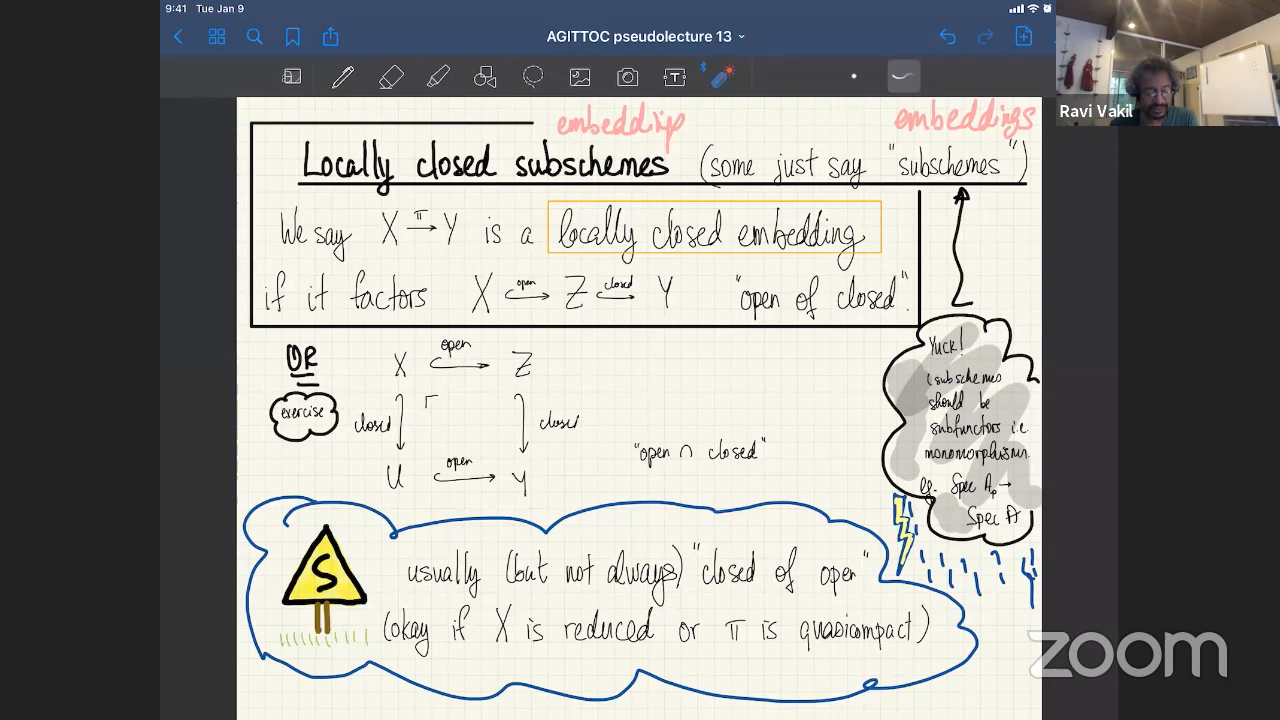 9:41 Tue Jan 9
AGITTOC pseudolecture 13
Ravi Vakil
embedding embeddings
Locally closed subschemes (some just say "subschemes")
We say X π→ Y is a locally closed embedding
if it factors X open↪ Z closed↪ Y "open of closed".
OR
exercise
X open↪ Z
closed closed
U open↪ Y
"open ∩ closed"
Yuck!
(subschemes
should be
subfunctors i.e.
monomorphisms.
eg. Spec Ap →
Spec A
S
usually (but not always) "closed of open"
(okay if X is reduced or π is quasicompact)
zoom